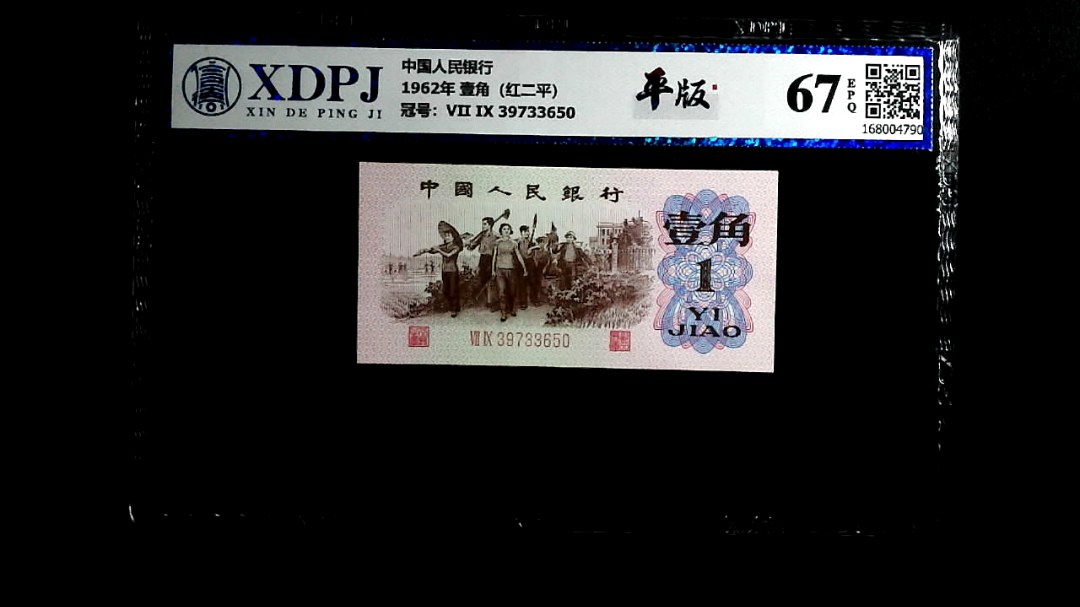 XDPJ
XIN DE PING JI
中国人民银行
1962年 壹角（红二平）
冠号：VII IX 39733650
平版
67
EPQ
168004790
中國人民銀行
壹角
1
YI
JIAO
VII IX 39733650